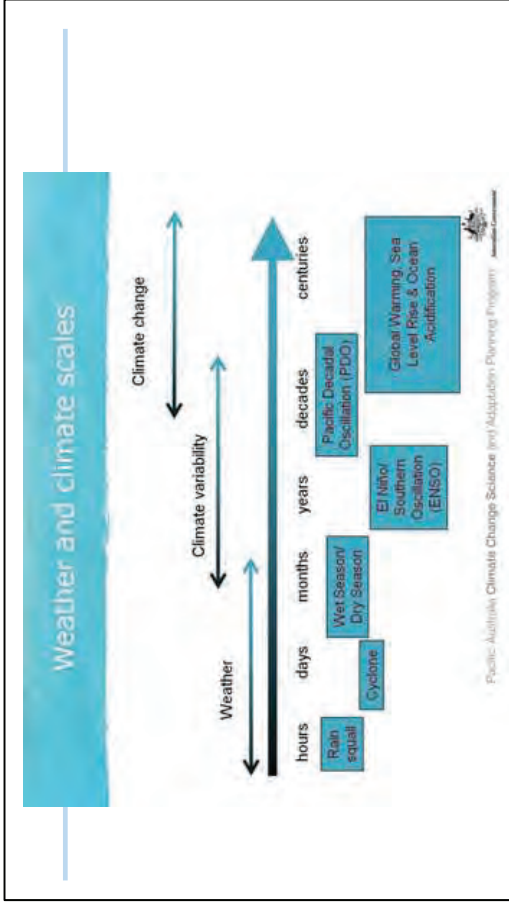 Weather and climate scales
Climate change
Climate variability
Weather
hours days months years decades centuries
Rain
squall
Cyclone
Wet Season/
Dry Season
El Niño/
Southern
Oscillation
(ENSO)
Pacific Decadal
Oscillation (PDO)
Global Warming, Sea
Level Rise & Ocean
Acidification
Pacific-Australia Climate Change Science and Adaptation Planning Program
Australian Government